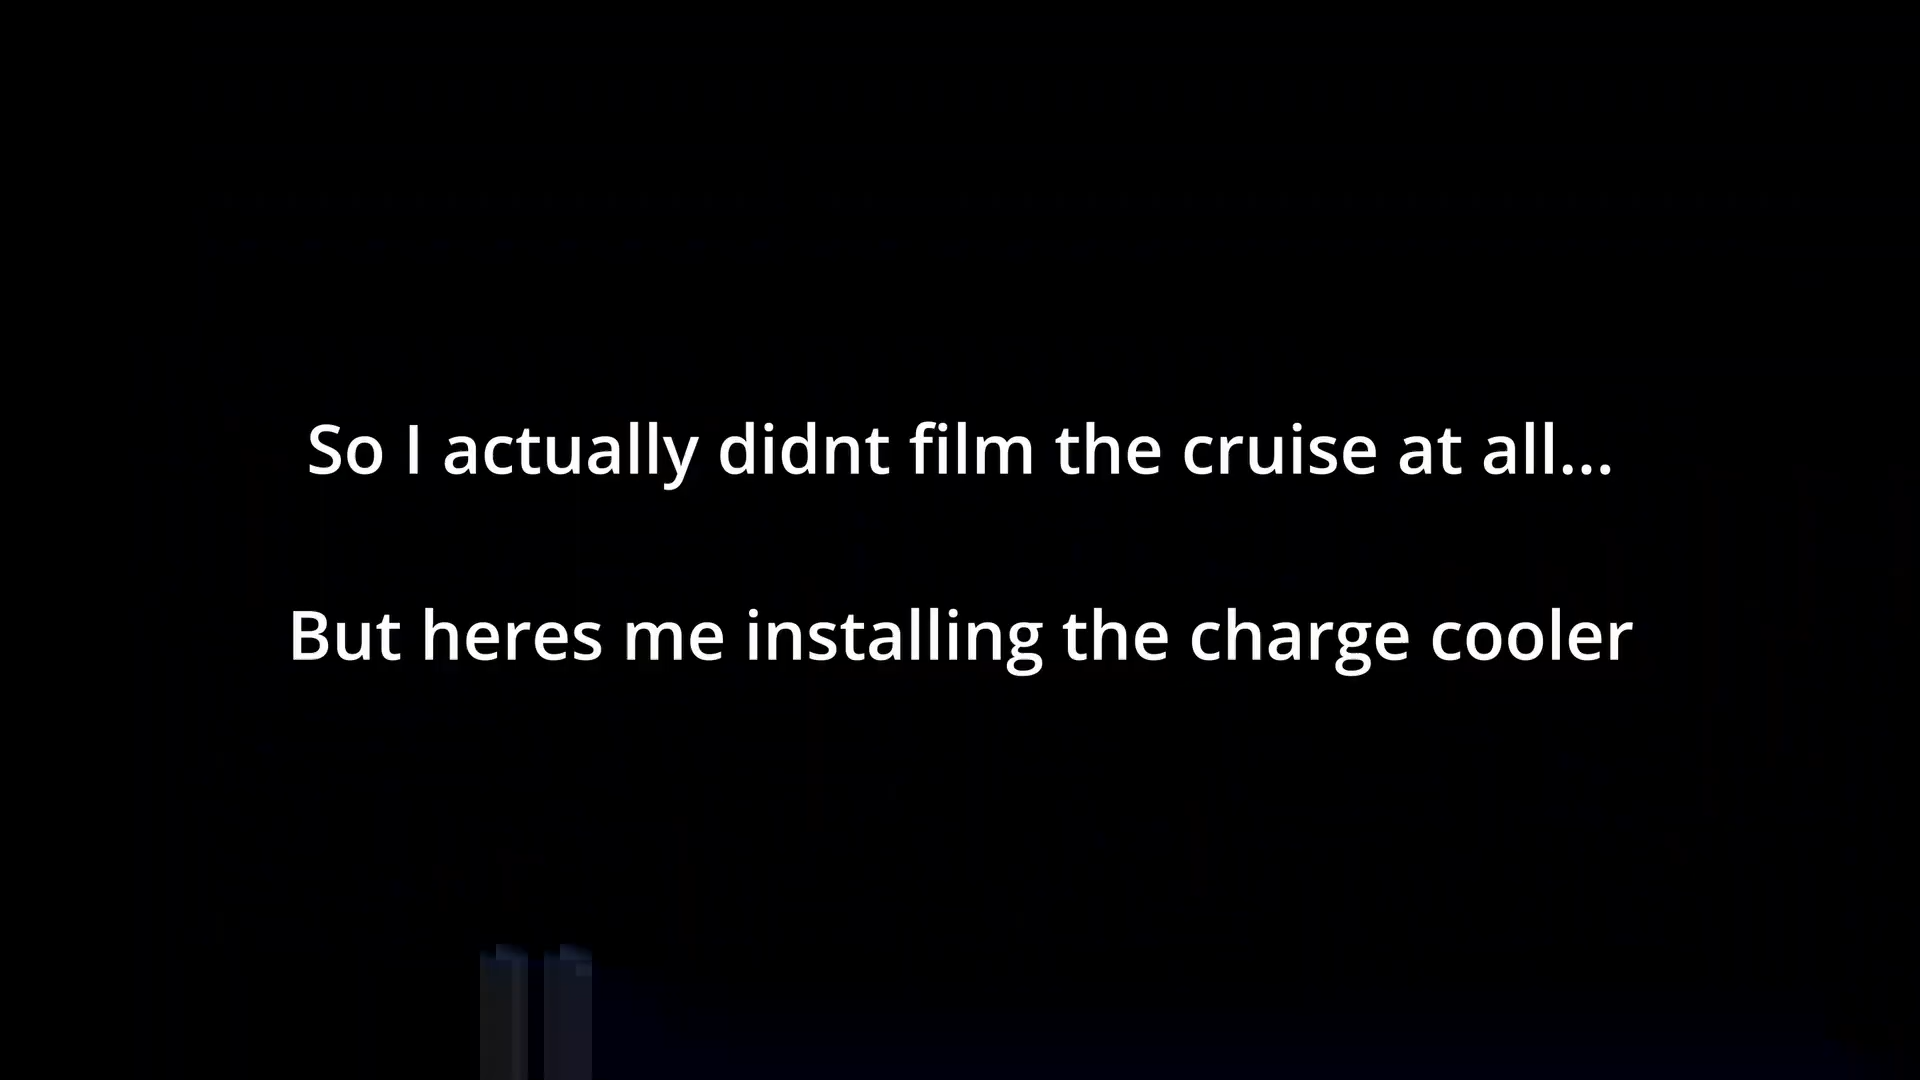 So I actually didnt film the cruise at all...
But heres me installing the charge cooler